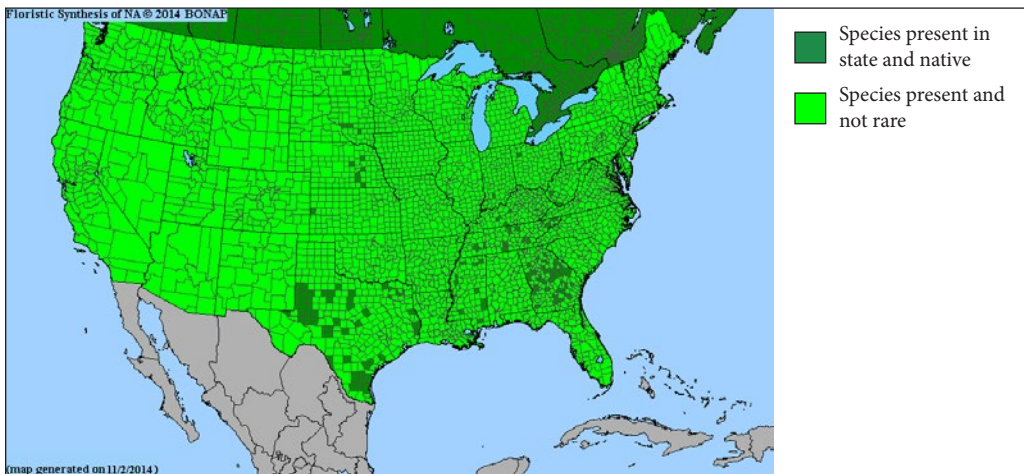 Floristic Synthesis of NA © 2014 BONAP
Species present in
state and native
Species present and
not rare
(map generated on 11/2/2014)